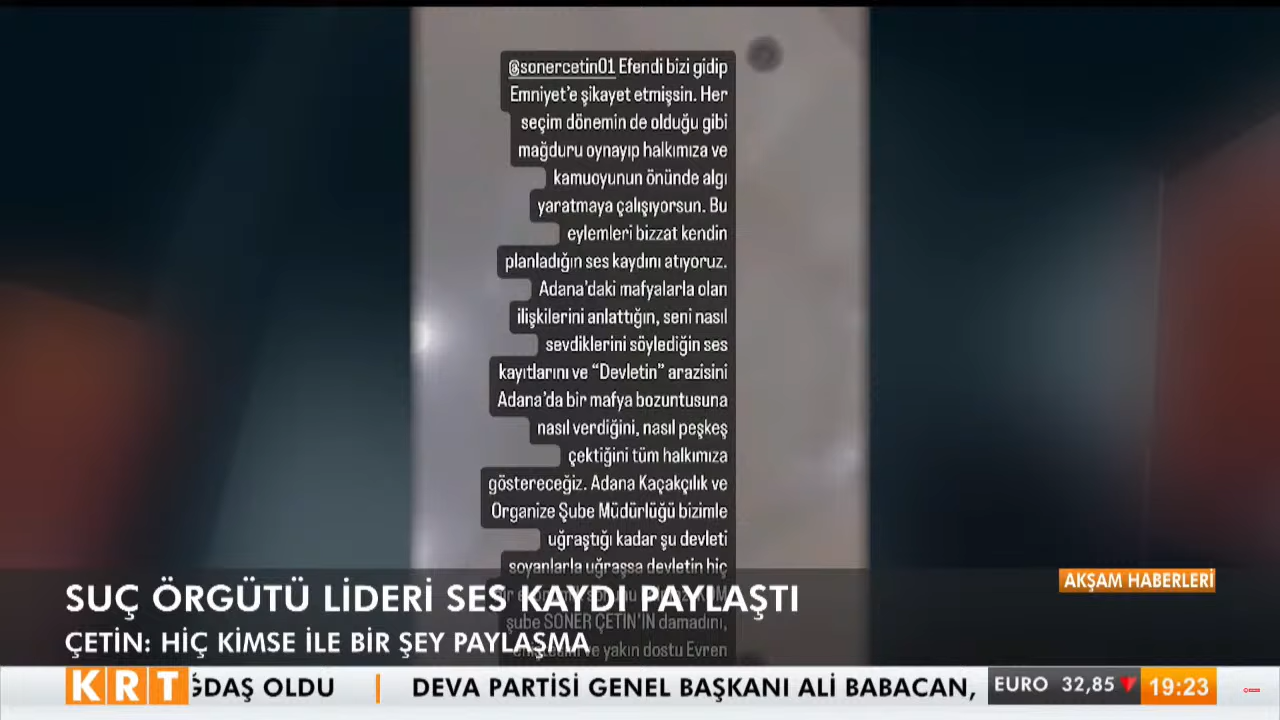 @sonercetin01 Efendi bizi gidip
Emniyet'e şikayet etmişsin. Her
seçim dönemin de olduğu gibi
mağduru oynayıp halkımıza ve
kamuoyunun önünde algı
yaratmaya çalışıyorsun. Bu
eylemleri bizzat kendin
planladığın ses kaydını atıyoruz.
Adana'daki mafyalarla olan
ilişkilerini anlattığın, seni nasıl
sevdiklerini söylediğin ses
kayıtlarını ve “Devletin” arazisini
Adana'da bir mafya bozuntusuna
nasıl verdiğini, nasıl peşkeş
çektiğini tüm halkımıza
göstereceğiz. Adana Kaçakçılık ve
Organize Şube Müdürlüğü bizimle
uğraştığı kadar şu devleti
soyanlarla uğraşsa devletin hiç
şube SONER ÇETİN'IN damadını,
ve yakın dostu Evren
AKŞAM HABERLERİ
SUÇ ÖRGÜTÜ LİDERİ SES KAYDI PAYLAŞTI
ÇETİN: HİÇ KİMSE İLE BİR ŞEY PAYLAŞMA
KRT
ĞDAŞ OLDU | DEVA PARTİSİ GENEL BAŞKANI ALİ BABACAN,
EURO 32,85
19:23